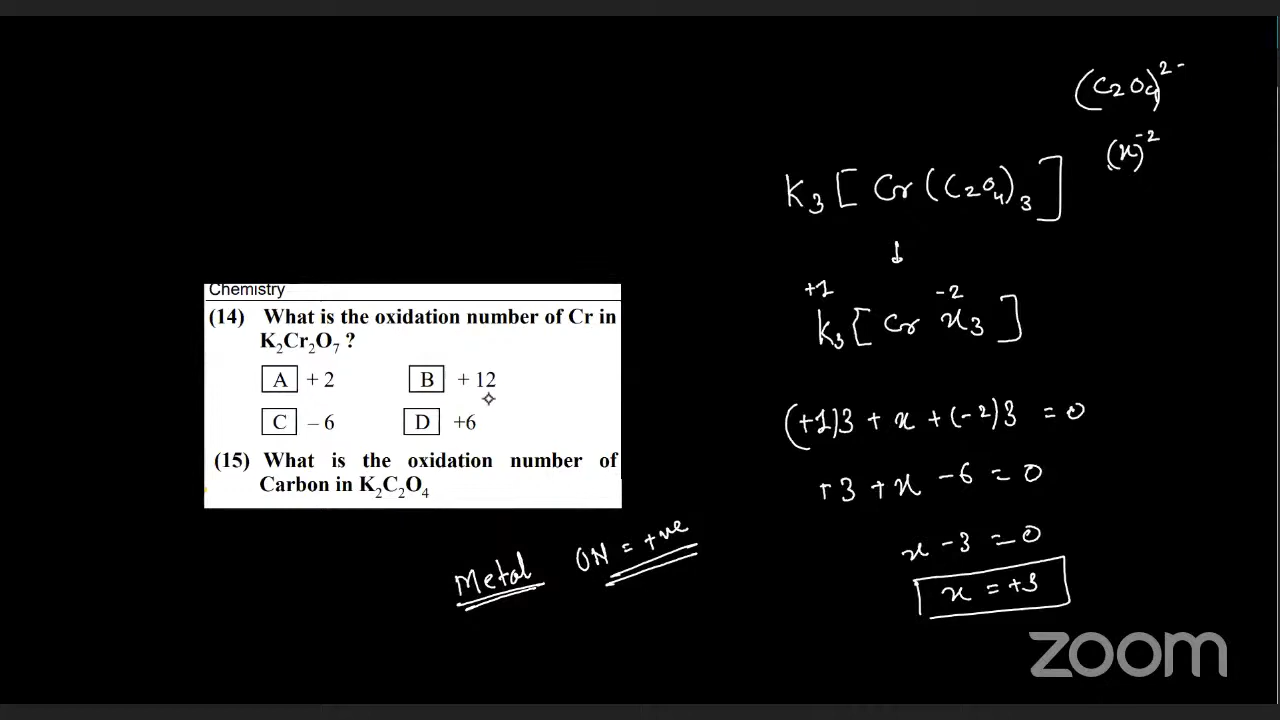 Chemistry
(14) What is the oxidation number of Cr in
K₂Cr₂O₇ ?
A + 2 B + 12
C – 6 D +6
(15) What is the oxidation number of
Carbon in K₂C₂O₄
Metal ON = +ve
(C₂O₄)²⁻
(x)⁻²
K₃[Cr(C₂O₄)₃]
↓
+1 -2
K₃[Cr x₃]
(+1)3 + x + (-2)3 = 0
+3 + x - 6 = 0
x - 3 = 0
x = +3
zoom